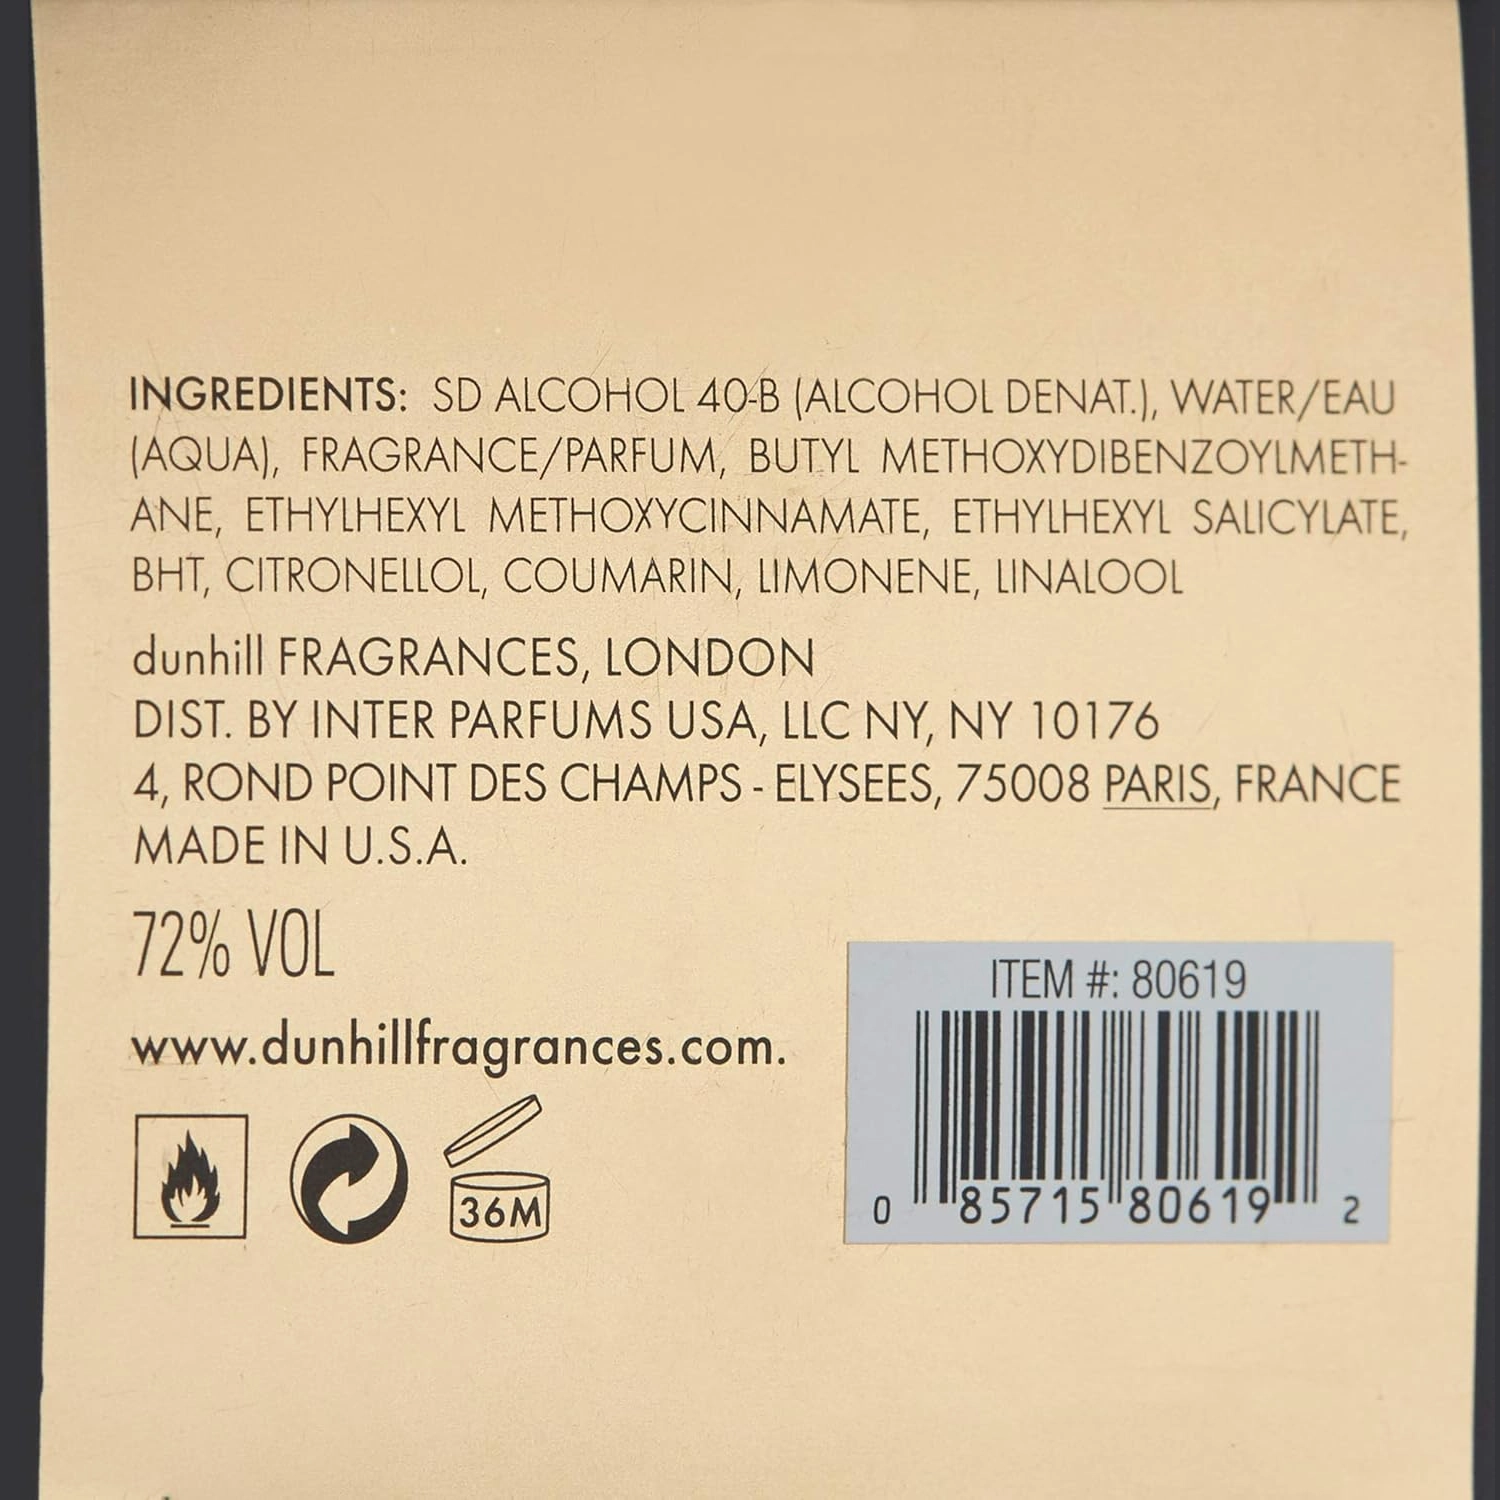 INGREDIENTS: SD ALCOHOL 40-B (ALCOHOL DENAT.), WATER/EAU
(AQUA), FRAGRANCE/PARFUM, BUTYL METHOXYDIBENZOYLMETH-
ANE, ETHYLHEXYL METHOXYCINNAMATE, ETHYLHEXYL SALICYLATE,
BHT, CITRONELLOL, COUMARIN, LIMONENE, LINALOOL
dunhill FRAGRANCES, LONDON
DIST. BY INTER PARFUMS USA, LLC NY, NY 10176
4, ROND POINT DES CHAMPS - ELYSEES, 75008 PARIS, FRANCE
MADE IN U.S.A.
72% VOL
www.dunhillfragrances.com.
36M
ITEM #: 80619
0 85715 80619 2